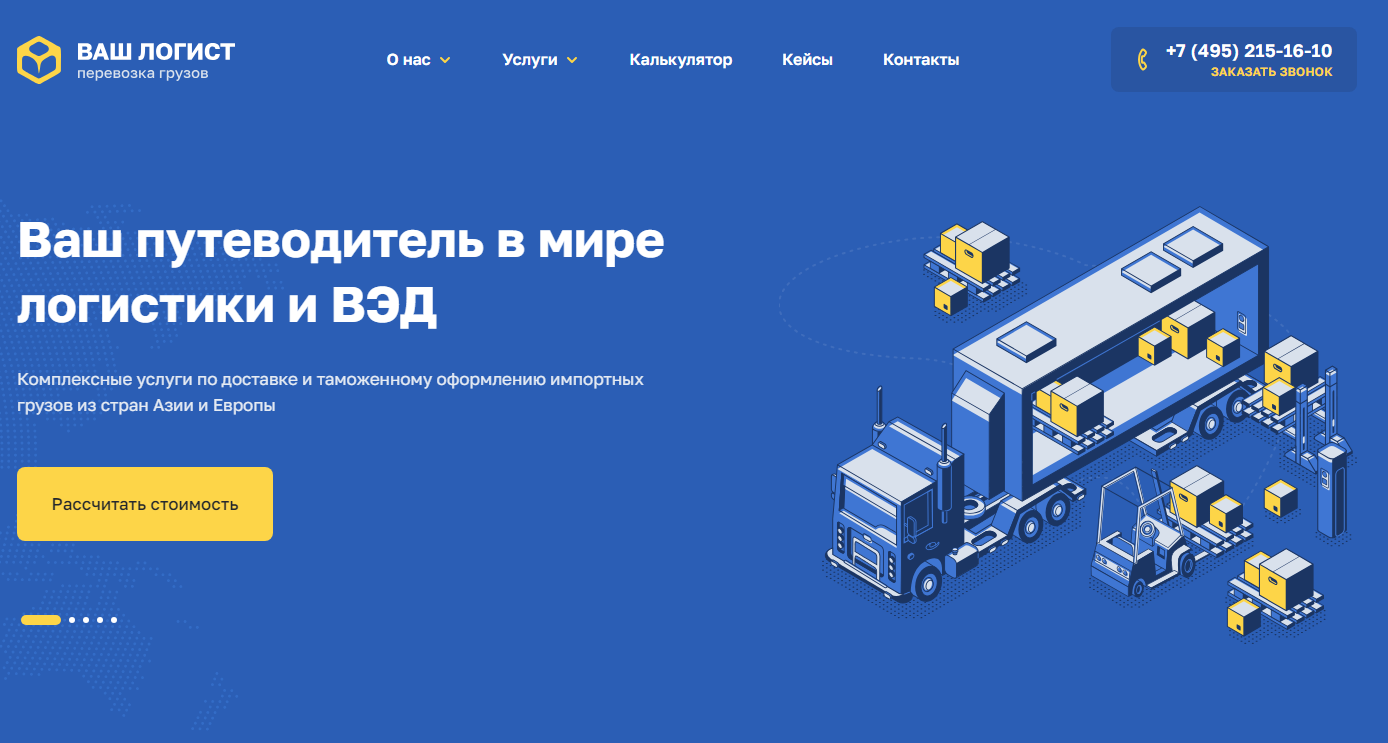 ВАШ ЛОГИСТ
перевозка грузов
О нас
Услуги
Калькулятор
Кейсы
Контакты
+7 (495) 215-16-10
ЗАКАЗАТЬ ЗВОНОК
Ваш путеводитель в мире
логистики и ВЭД
Комплексные услуги по доставке и таможенному оформлению импортных
грузов из стран Азии и Европы
Рассчитать стоимость